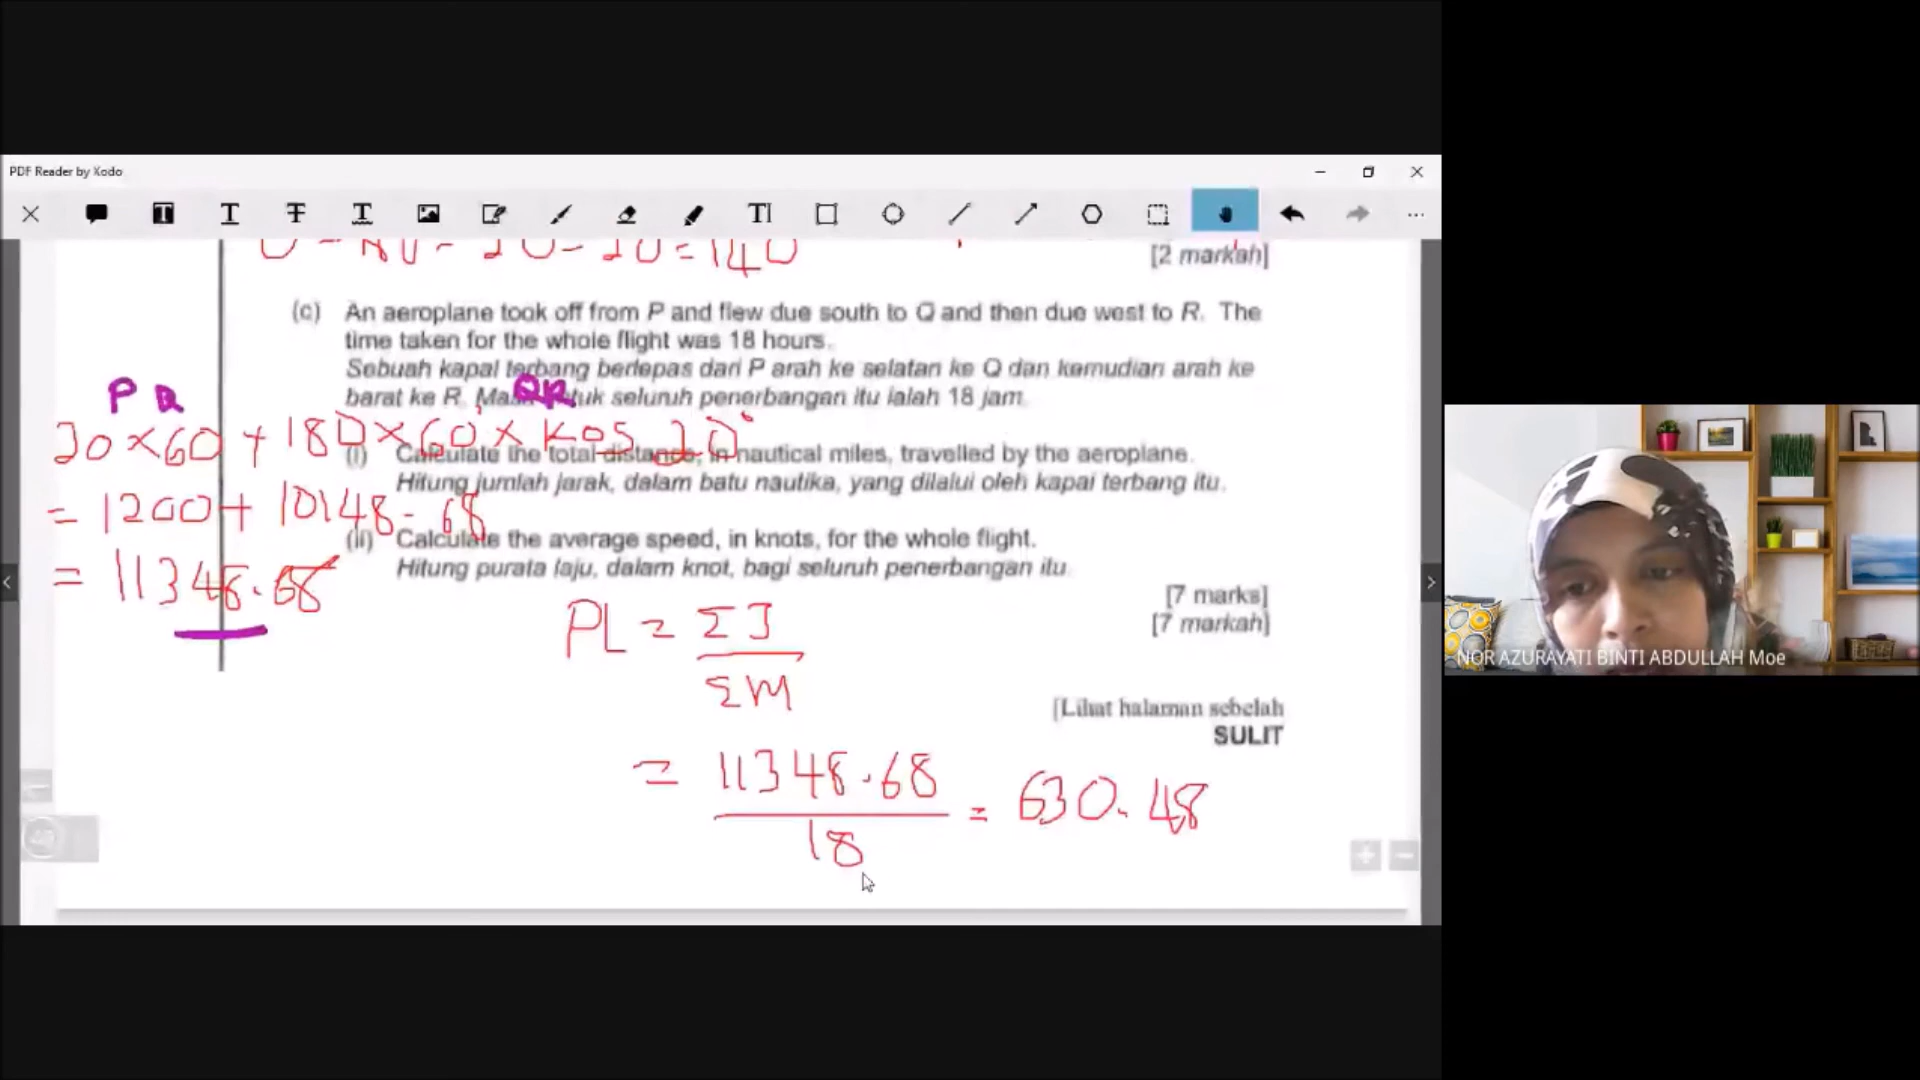 PDF Reader by Kodo
[2 markah]
(c) An aeroplane took off from P and flew due south to Q and then due west to R. The
time taken for the whole flight was 18 hours.
Sebuah kapal terbang berlepas dari P arah ke selatan ke Q dan kemudian arah ke
barat ke R. untuk seluruh penerbangan itu ialah 18 jam.
PQ QR
20×60 + 180×60×kos 20°
(i) Calculate the total distance, in nautical miles, travelled by the aeroplane.
Hitung jumlah jarak, dalam batu nautika, yang dilalui oleh kapal terbang itu.
= 1200 + 10148.68
(ii) Calculate the average speed, in knots, for the whole flight.
Hitung purata laju, dalam knot, bagi seluruh penerbangan itu.
= 11348.68
[7 marks]
[7 markah]
PL = ΣJ
ΣM
[Lihat halaman sebelah
SULIT
= 11348.68
18
= 630.48
NOR AZURAYATI BINTI ABDULLAH Moe